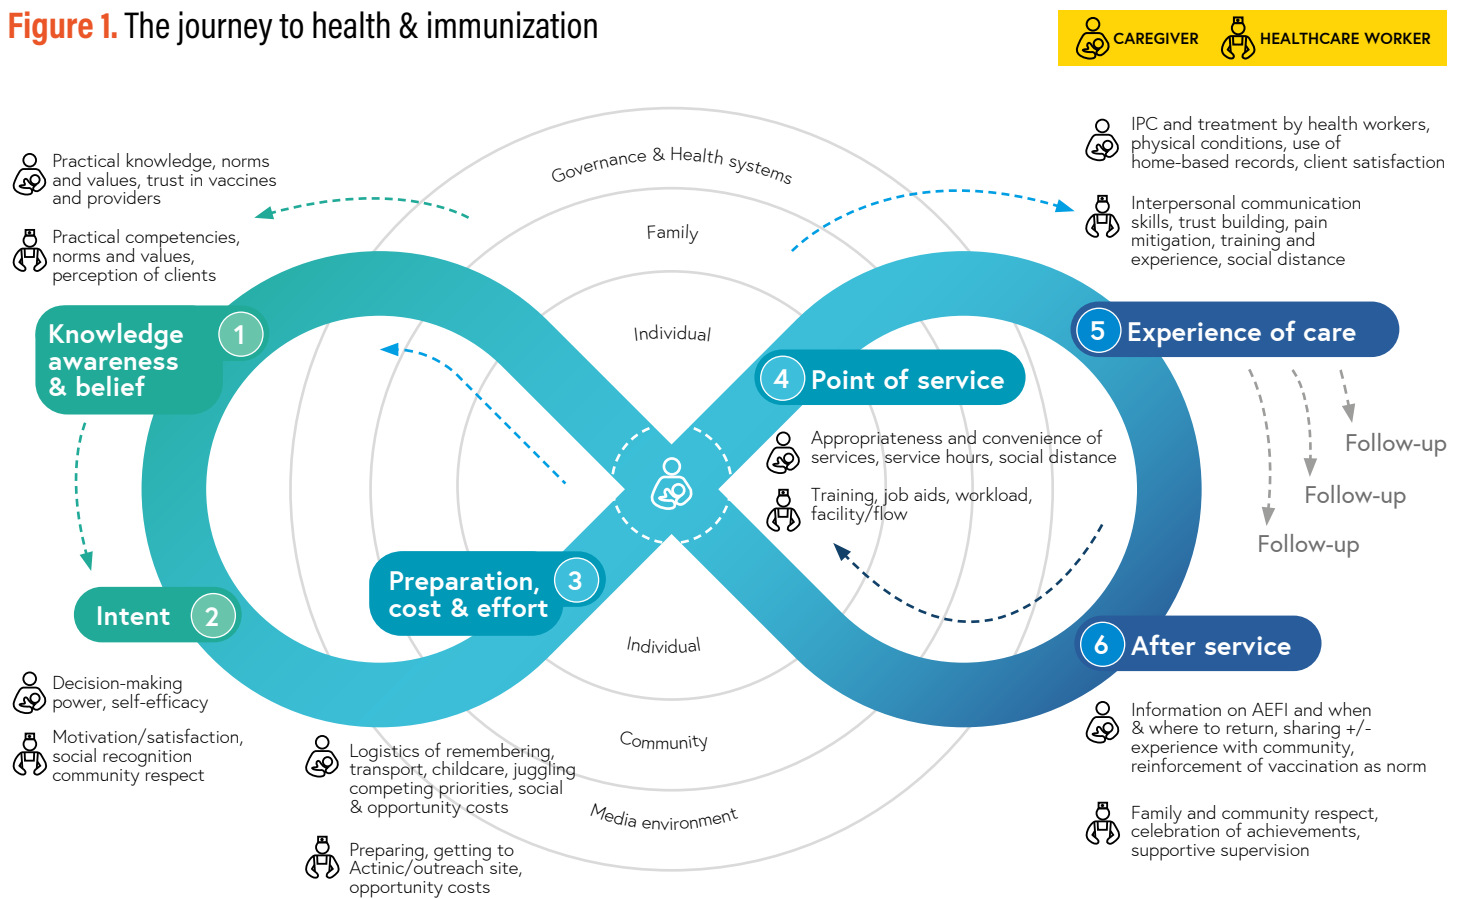 Figure 1. The journey to health & immunization
CAREGIVER
HEALTHCARE WORKER
Practical knowledge, norms
and values, trust in vaccines
and providers
Practical competencies,
norms and values,
perception of clients
Knowledge
awareness
& belief
1
Intent
2
Decision-making
power, self-efficacy
Motivation/satisfaction,
social recognition
community respect
Preparation,
cost & effort
3
Logistics of remembering,
transport, childcare, juggling
competing priorities, social
& opportunity costs
Preparing, getting to
Actinic/outreach site,
opportunity costs
Governance & Health systems
Family
Individual
Individual
Community
Media environment
4
Point of service
Appropriateness and convenience of
services, service hours, social distance
Training, job aids, workload,
facility/flow
IPC and treatment by health workers,
physical conditions, use of
home-based records, client satisfaction
Interpersonal communication
skills, trust building, pain
mitigation, training and
experience, social distance
5
Experience of care
Follow-up
Follow-up
Follow-up
6
After service
Information on AEFI and when
& where to return, sharing +/-
experience with community,
reinforcement of vaccination as norm
Family and community respect,
celebration of achievements,
supportive supervision